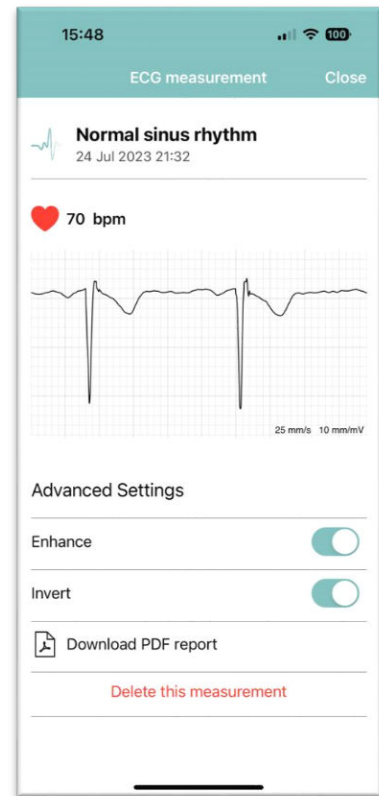 15:48
100
ECG measurement Close
Normal sinus rhythm
24 Jul 2023 21:32
70 bpm
25 mm/s 10 mm/mV
Advanced Settings
Enhance
Invert
Download PDF report
Delete this measurement